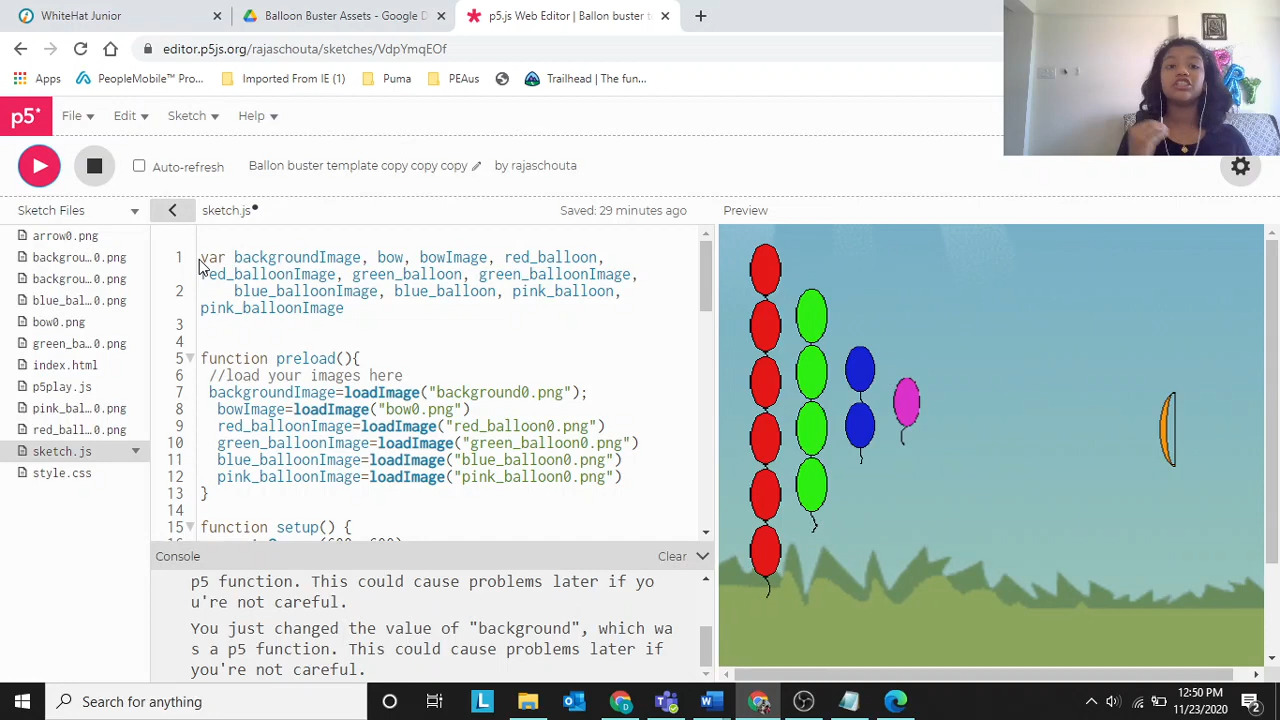 WhiteHat Junior
Balloon Buster Assets - Google D
p5.js Web Editor | Ballon buster t
editor.p5js.org/rajaschouta/sketches/VdpYmqEOf
Apps
PeopleMobile™ Pro...
Imported From IE (1)
Puma
PEAus
Trailhead | The fun...
p5*
File
Edit
Sketch
Help
Auto-refresh
Ballon buster template copy copy copy
by rajaschouta
Sketch Files
sketch.js
Saved: 29 minutes ago
Preview
arrow0.png
backgrou...0.png
backgrou...0.png
blue_bal...0.png
bow0.png
green_ba...0.png
index.html
p5play.js
pink_bal...0.png
red_ball...0.png
sketch.js
style.css
1 var backgroundImage, bow, bowImage, red_balloon,
red_balloonImage, green_balloon, green_balloonImage,
2 blue_balloonImage, blue_balloon, pink_balloon,
pink_balloonImage
3
4
5 function preload(){
6 //load your images here
7 backgroundImage=loadImage("background0.png");
8 bowImage=loadImage("bow0.png")
9 red_balloonImage=loadImage("red_balloon0.png")
10 green_balloonImage=loadImage("green_balloon0.png")
11 blue_balloonImage=loadImage("blue_balloon0.png")
12 pink_balloonImage=loadImage("pink_balloon0.png")
13 }
14
15 function setup() {
Console
Clear
p5 function. This could cause problems later if yo
u're not careful.
You just changed the value of "background", which wa
s a p5 function. This could cause problems later if
you're not careful.
Search for anything
12:50 PM
11/23/2020
2